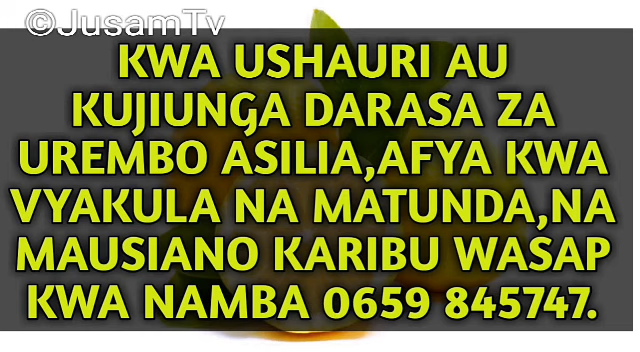 ©JusamTv
KWA USHAURI AU
KUJIUNGA DARASA ZA
UREMBO ASILIA,AFYA KWA
VYAKULA NA MATUNDA,NA
MAUSIANO KARIBU WASAP
KWA NAMBA 0659 845747.